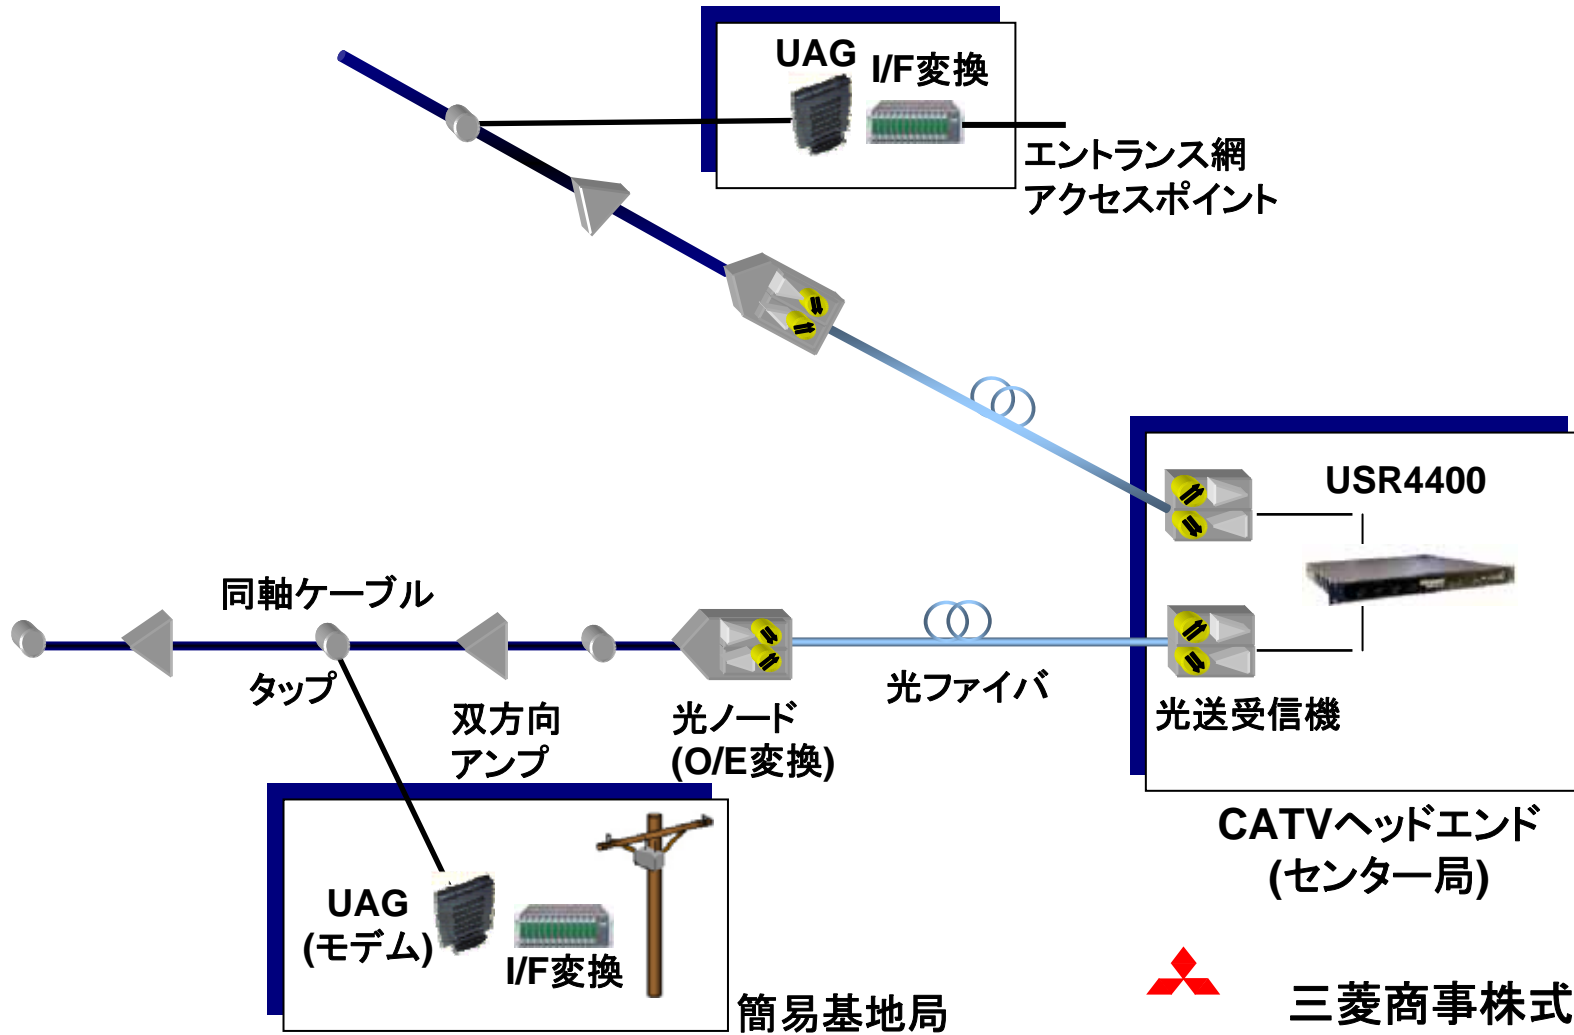 UAG
I/F変換
エントランス網
アクセスポイント
USR4400
同軸ケーブル
タップ
双方向
アンプ
光ノード
(O/E変換)
光ファイバ
光送受信機
CATVヘッドエンド
(センター局)
UAG
(モデム)
I/F変換
簡易基地局
三菱商事株式